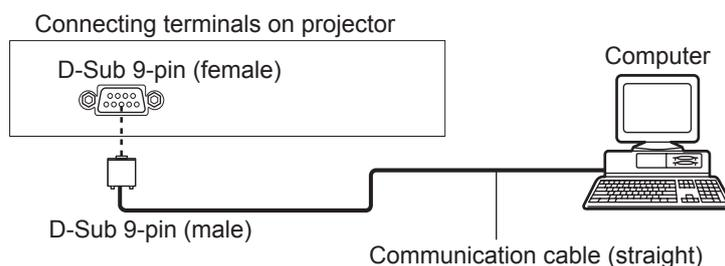 Connecting terminals on projector
D-Sub 9-pin (female)
Computer
D-Sub 9-pin (male)
Communication cable (straight)